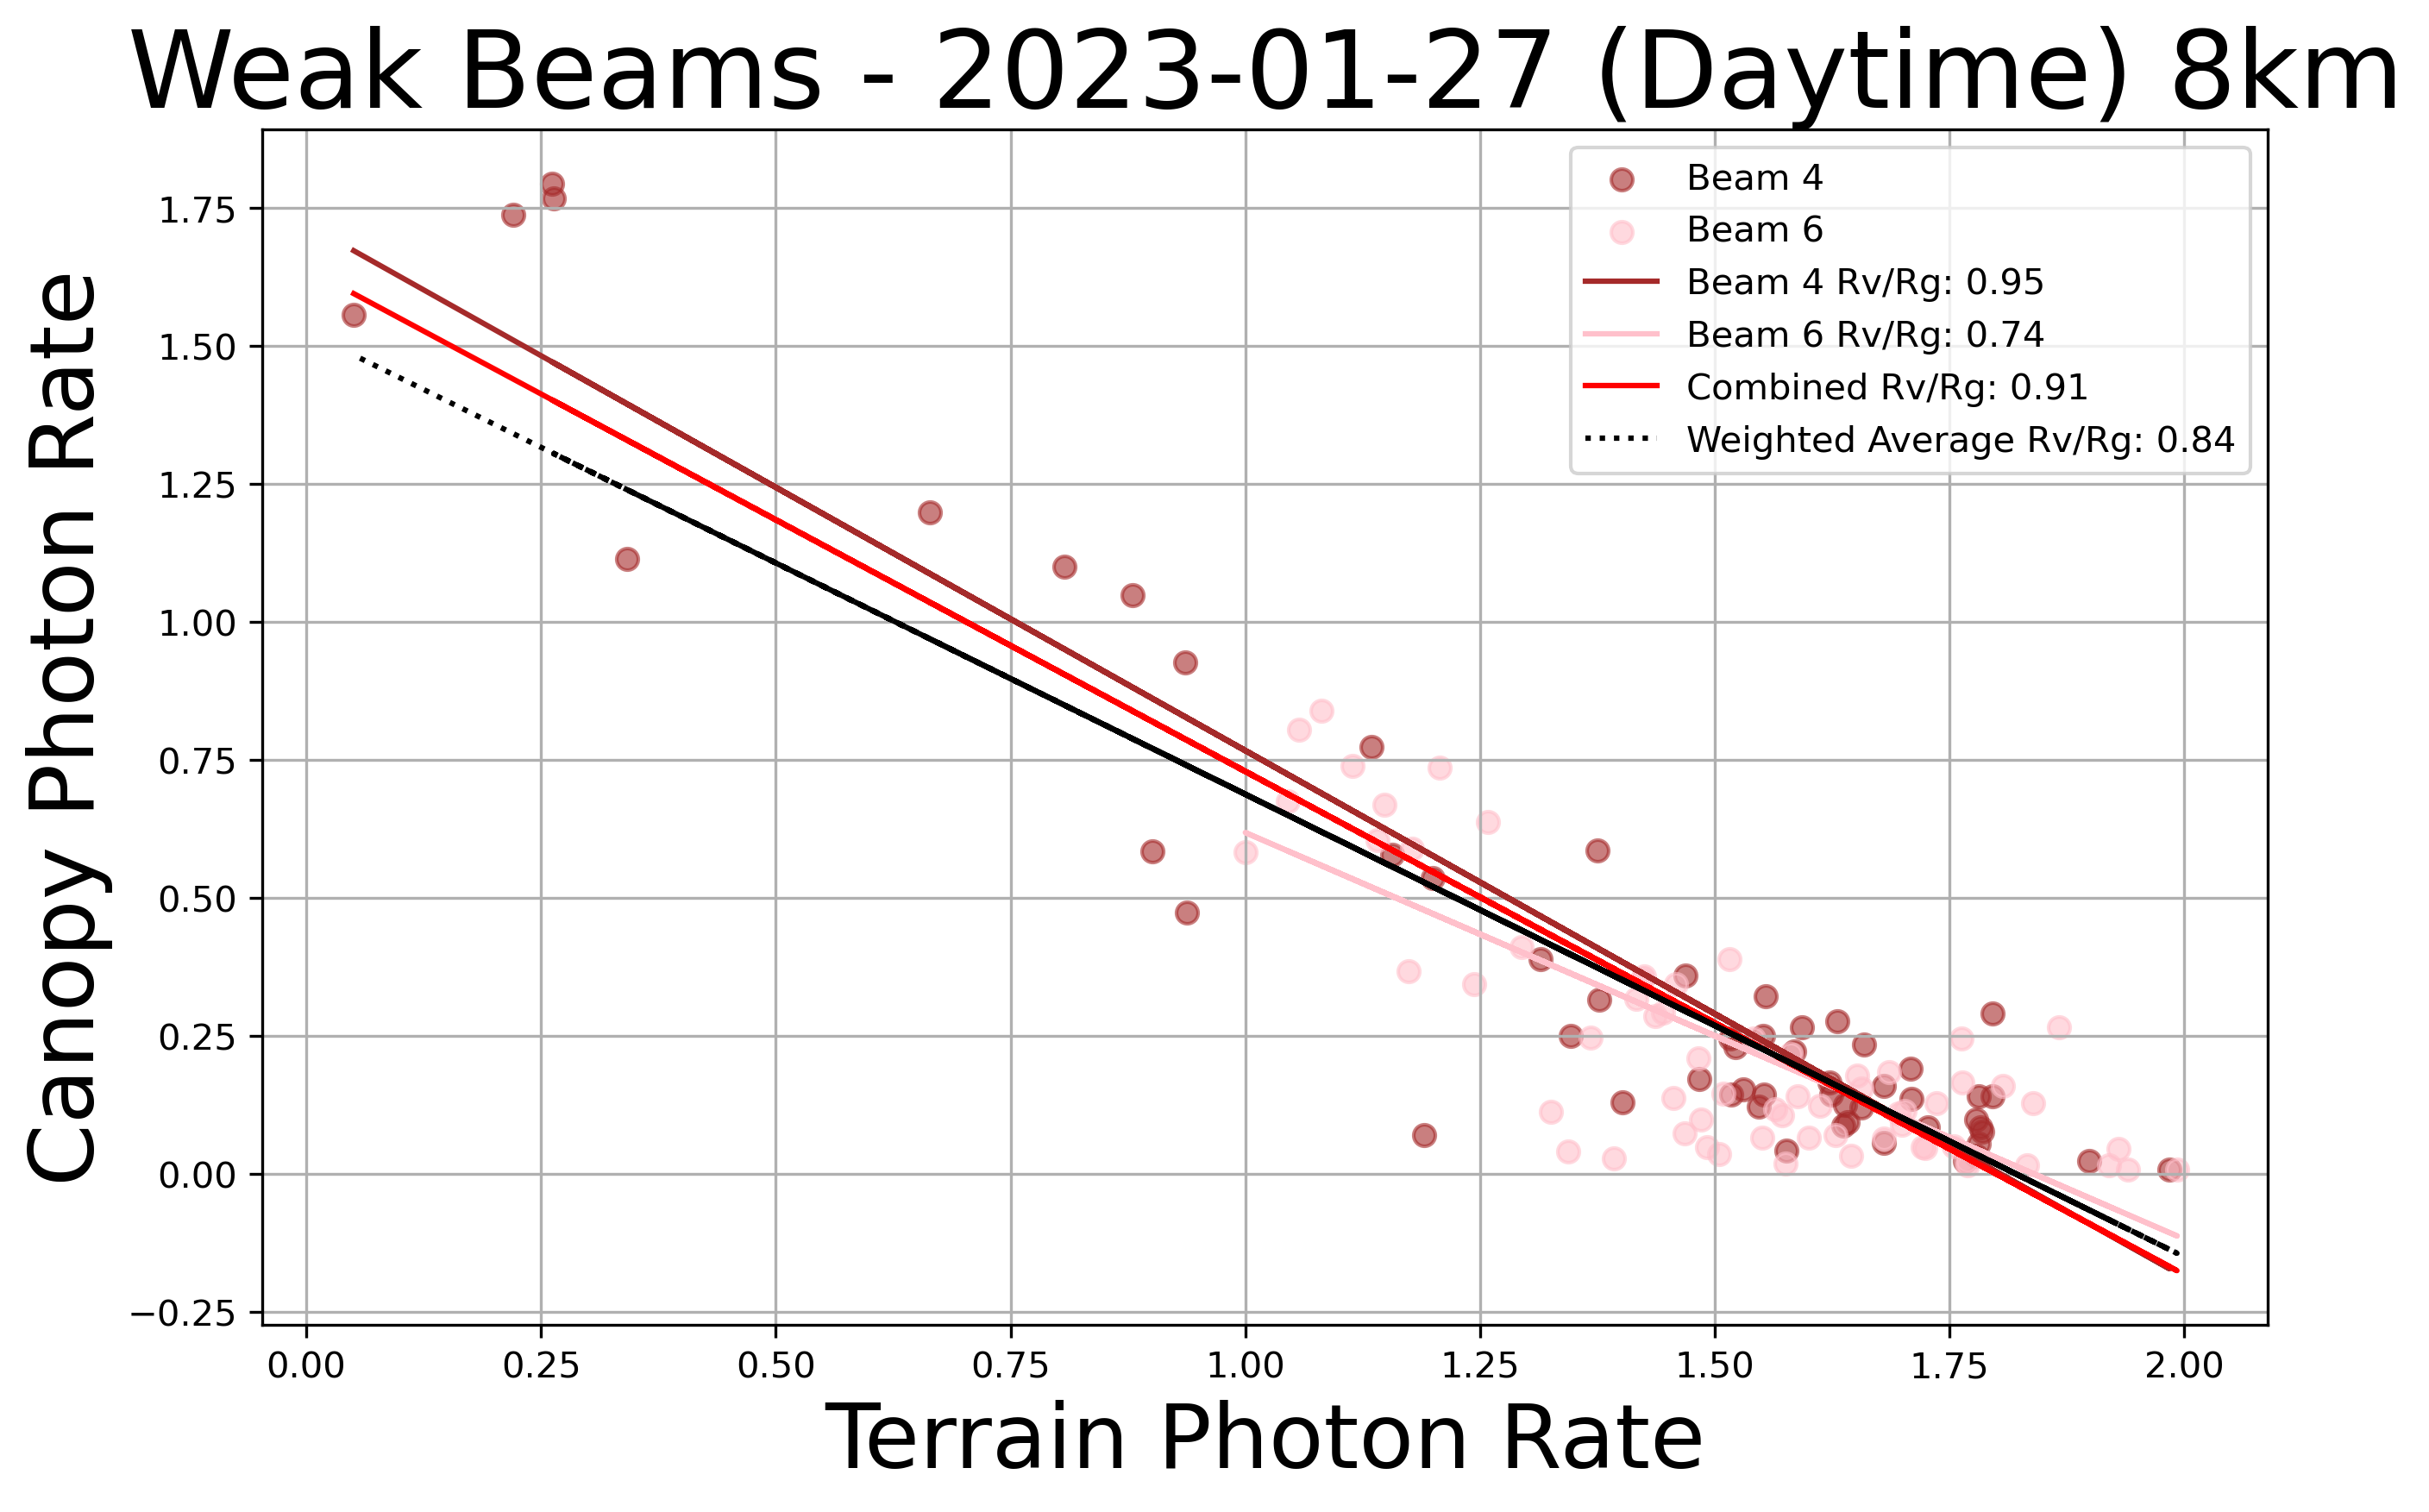 Weak Beams - 2023-01-27 (Daytime) 8km
Beam 4
Beam 6
Beam 4 Rv/Rg: 0.95
Beam 6 Rv/Rg: 0.74
Combined Rv/Rg: 0.91
Weighted Average Rv/Rg: 0.84
Canopy Photon Rate
1.75
1.50
1.25
1.00
0.75
0.50
0.25
0.00
−0.25
0.00 0.25 0.50 0.75 1.00 1.25 1.50 1.75 2.00
Terrain Photon Rate